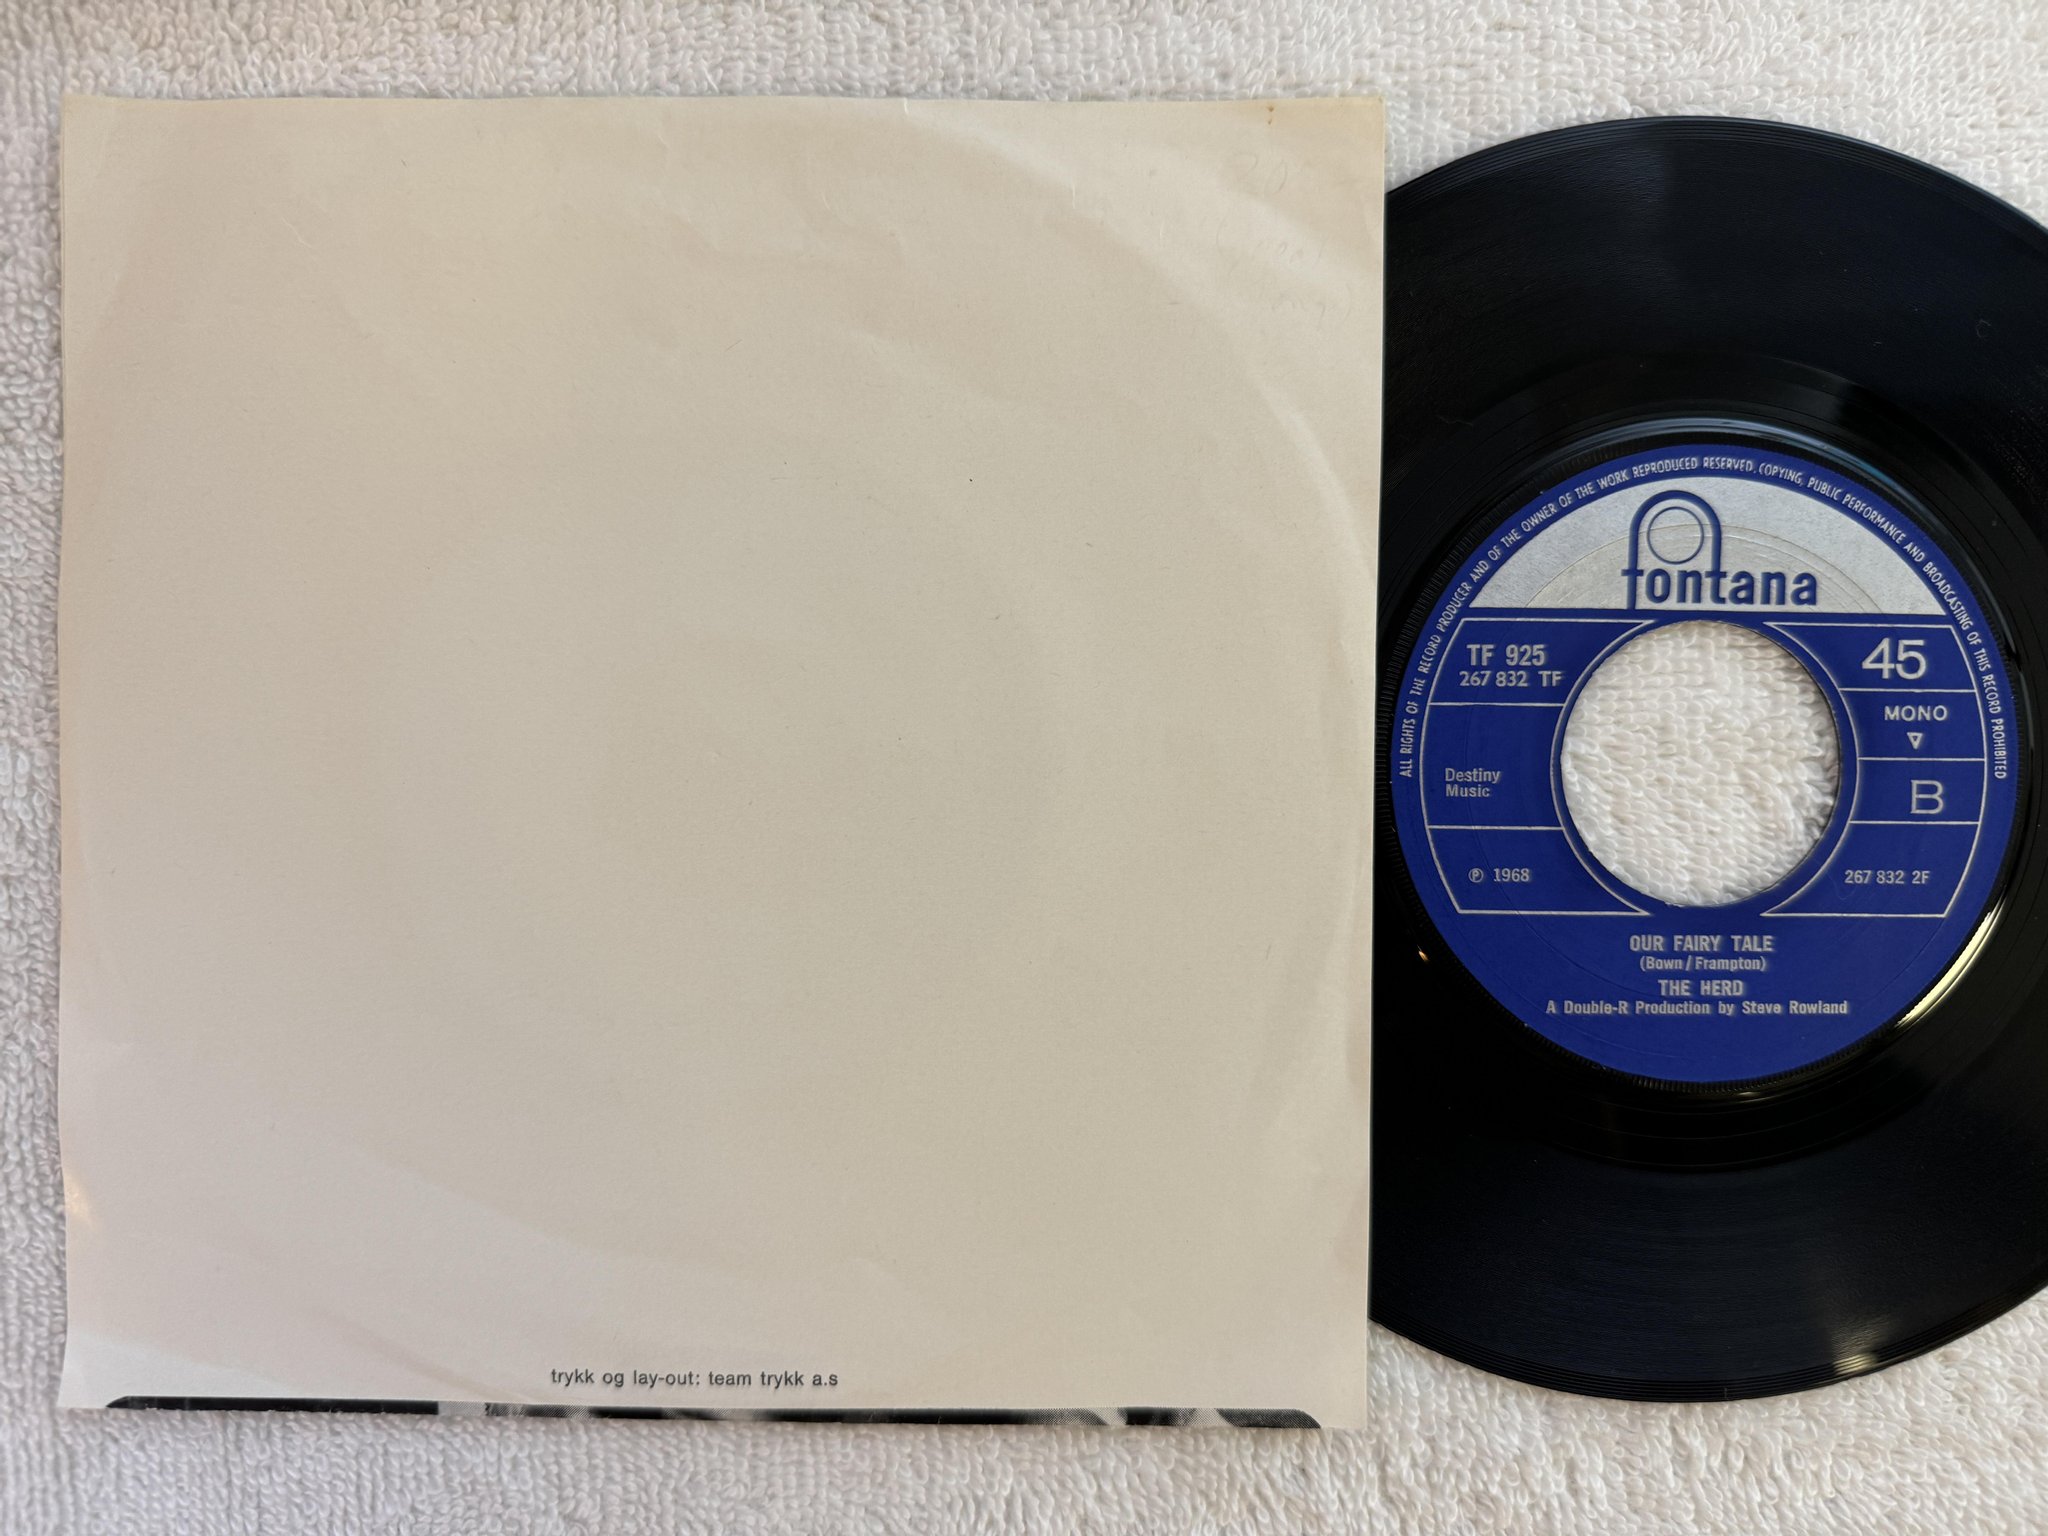 trykk og lay-out: team trykk a.s
ALL RIGHTS OF THE RECORD PRODUCER AND OF THE OWNER OF THE WORK REPRODUCED RESERVED. COPYING, PUBLIC PERFORMANCE AND BROADCASTING OF THIS RECORD PROHIBITED
fontana
TF 925
267 832 TF
45
MONO
Destiny
Music
B
℗ 1968
267 832 2F
OUR FAIRY TALE
(Bown / Frampton)
THE HERD
A Double-R Production by Steve Rowland